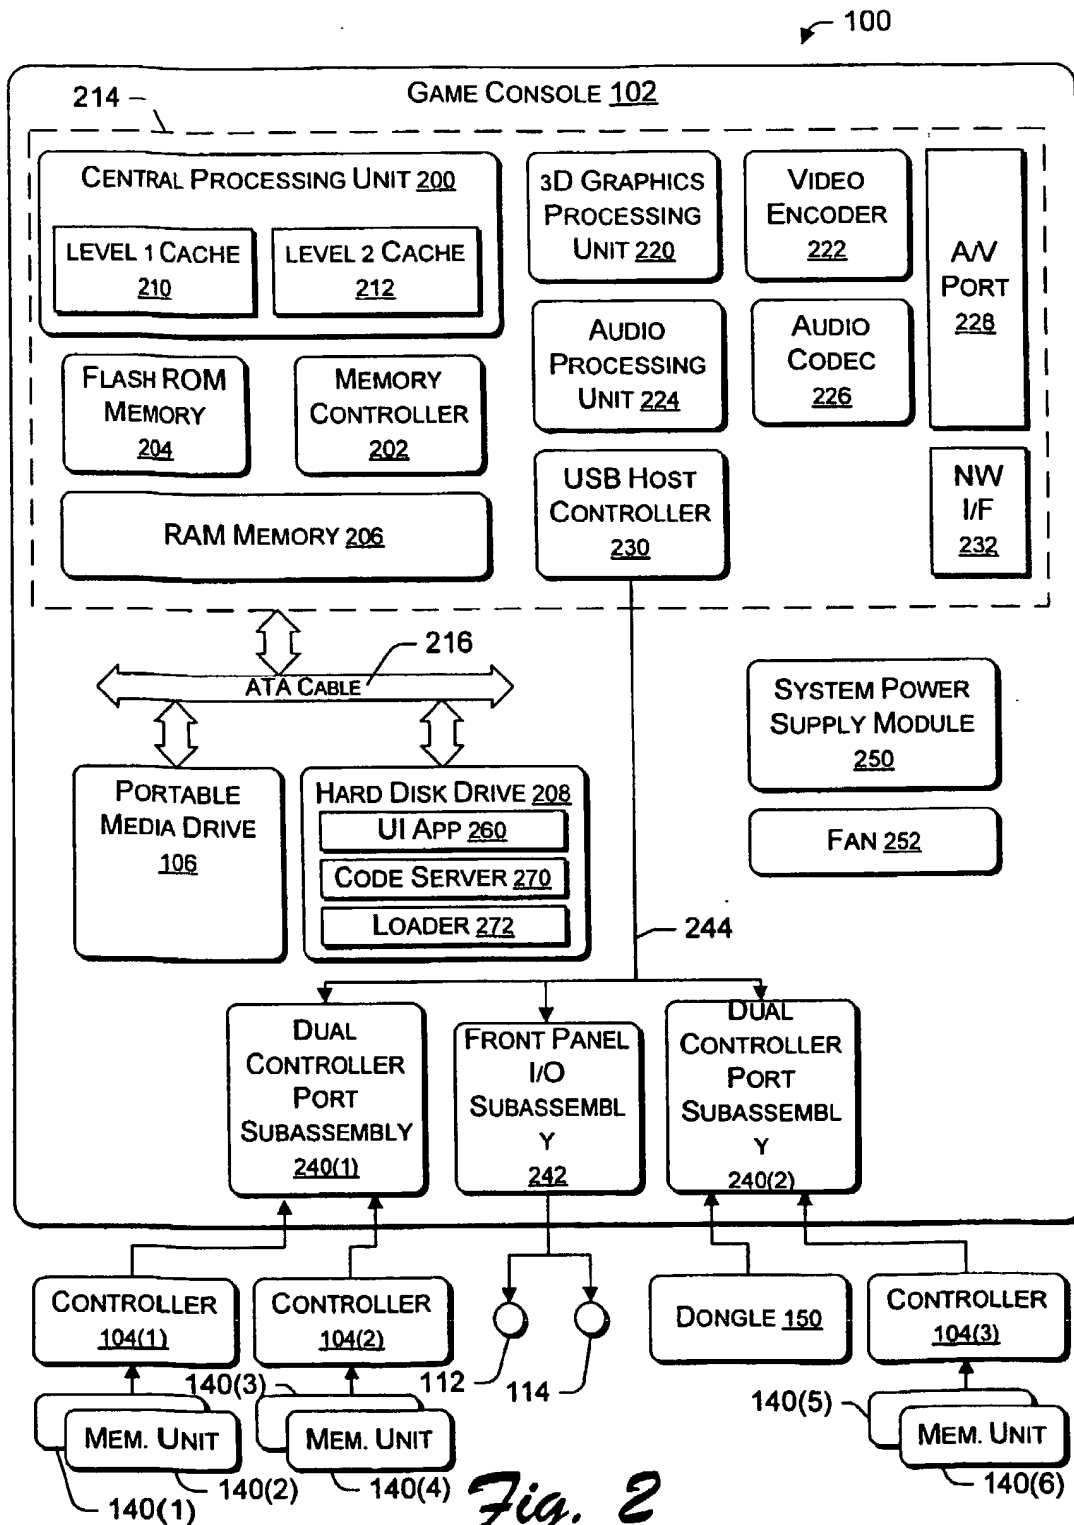 100
214
GAME CONSOLE 102
CENTRAL PROCESSING UNIT 200
LEVEL 1 CACHE
210
LEVEL 2 CACHE
212
3D GRAPHICS
PROCESSING
UNIT 220
VIDEO
ENCODER
222
A/V
PORT
228
FLASH ROM
MEMORY
204
MEMORY
CONTROLLER
202
AUDIO
PROCESSING
UNIT 224
AUDIO
CODEC
226
RAM MEMORY 206
USB HOST
CONTROLLER
230
NW
I/F
232
216
ATA CABLE
SYSTEM POWER
SUPPLY MODULE
250
PORTABLE
MEDIA DRIVE
106
HARD DISK DRIVE 208
UI APP 260
CODE SERVER 270
LOADER 272
FAN 252
244
DUAL
CONTROLLER
PORT
SUBASSEMBLY
240(1)
FRONT PANEL
I/O
SUBASSEMBL
Y
242
DUAL
CONTROLLER
PORT
SUBASSEMBL
Y
240(2)
CONTROLLER
104(1)
CONTROLLER
104(2)
112
114
DONGLE 150
CONTROLLER
104(3)
140(3)
140(5)
MEM. UNIT
MEM. UNIT
MEM. UNIT
140(1)
140(2)
140(4)
140(6)
Fig. 2